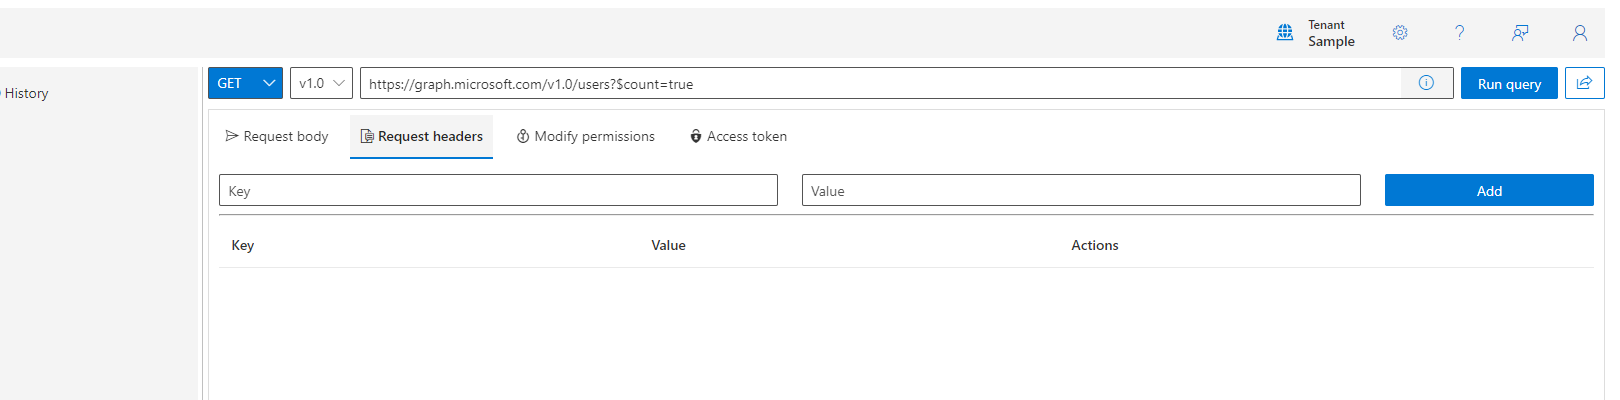 Tenant
Sample
?
History
GET
v1.0
https://graph.microsoft.com/v1.0/users?$count=true
Run query
Request body
Request headers
Modify permissions
Access token
Key
Value
Add
Key
Value
Actions